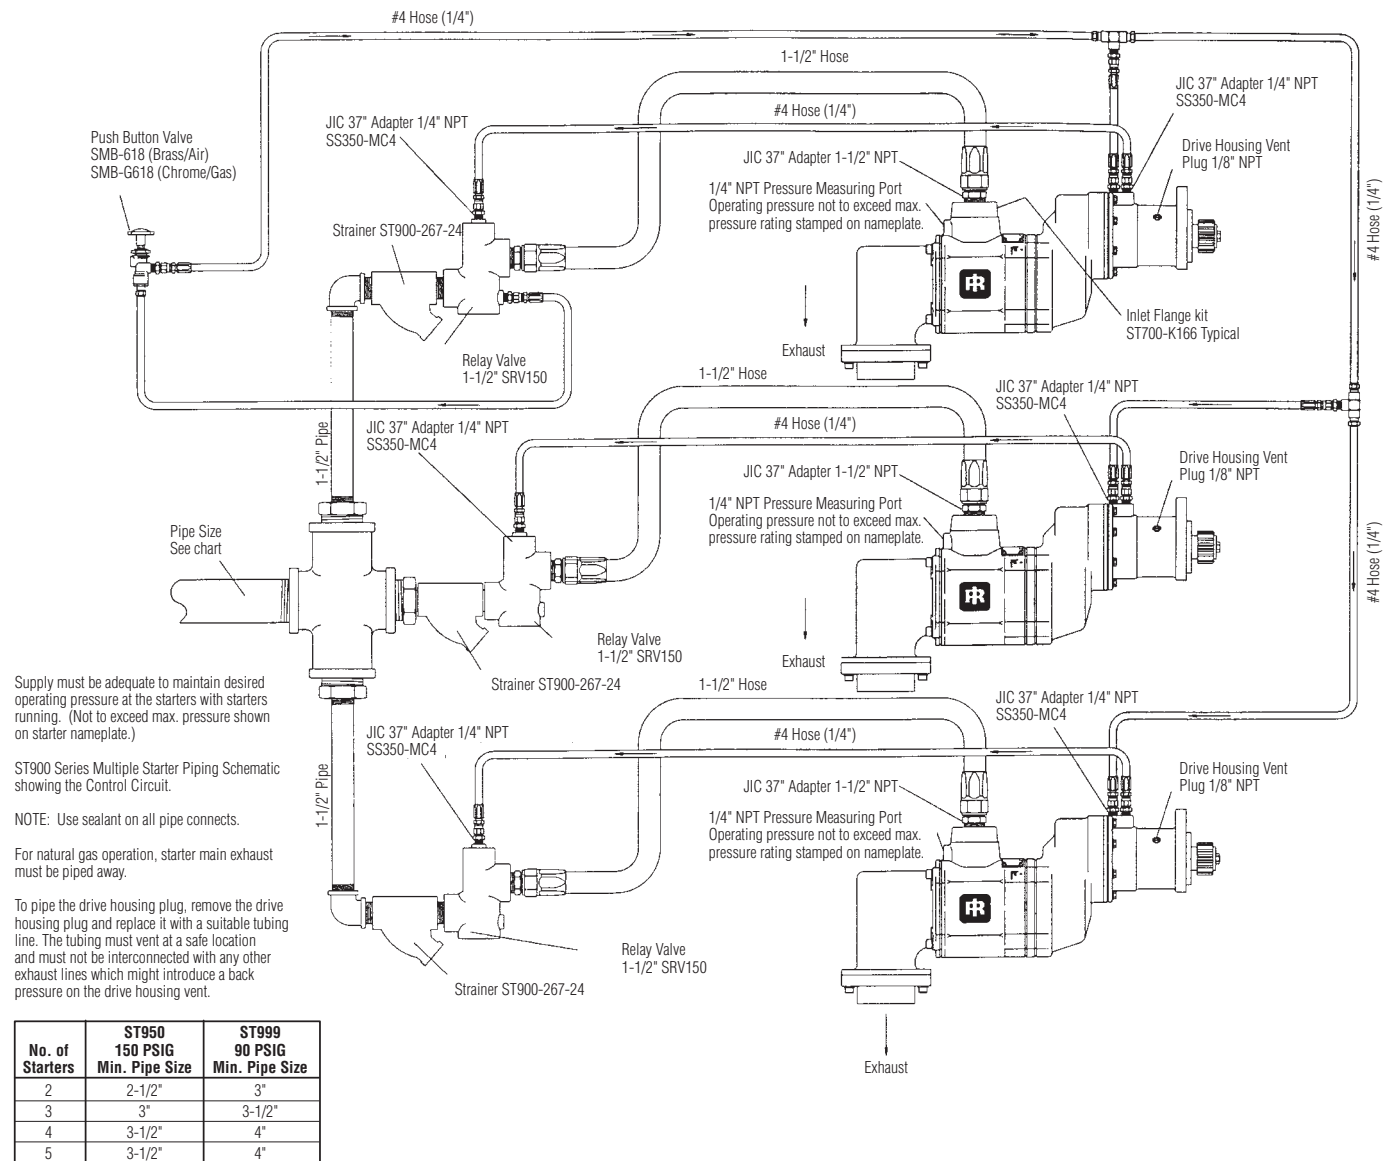 #4 Hose (1/4")
1-1/2" Hose
JIC 37" Adapter 1/4" NPT
SS350-MC4
#4 Hose (1/4")
JIC 37" Adapter 1/4" NPT
SS350-MC4
Push Button Valve
SMB-618 (Brass/Air)
SMB-G618 (Chrome/Gas)
Drive Housing Vent
Plug 1/8" NPT
JIC 37" Adapter 1-1/2" NPT
1/4" NPT Pressure Measuring Port
Operating pressure not to exceed max.
pressure rating stamped on nameplate.
#4 Hose (1/4")
Strainer ST900-267-24
IR
Inlet Flange kit
ST700-K166 Typical
Exhaust
Relay Valve
1-1/2" SRV150
1-1/2" Hose
JIC 37" Adapter 1/4" NPT
SS350-MC4
JIC 37" Adapter 1/4" NPT
SS350-MC4
#4 Hose (1/4")
1-1/2" Pipe
JIC 37" Adapter 1-1/2" NPT
Drive Housing Vent
Plug 1/8" NPT
1/4" NPT Pressure Measuring Port
Operating pressure not to exceed max.
pressure rating stamped on nameplate.
Pipe Size
See chart
#4 Hose (1/4")
IR
Relay Valve
1-1/2" SRV150
Exhaust
Strainer ST900-267-24
1-1/2" Hose
JIC 37" Adapter 1/4" NPT
SS350-MC4
JIC 37" Adapter 1/4" NPT
SS350-MC4
#4 Hose (1/4")
1-1/2" Pipe
JIC 37" Adapter 1-1/2" NPT
Drive Housing Vent
Plug 1/8" NPT
1/4" NPT Pressure Measuring Port
Operating pressure not to exceed max.
pressure rating stamped on nameplate.
IR
Relay Valve
1-1/2" SRV150
Strainer ST900-267-24
Exhaust
Supply must be adequate to maintain desired
operating pressure at the starters with starters
running. (Not to exceed max. pressure shown
on starter nameplate.)
ST900 Series Multiple Starter Piping Schematic
showing the Control Circuit.
NOTE: Use sealant on all pipe connects.
For natural gas operation, starter main exhaust
must be piped away.
To pipe the drive housing plug, remove the drive
housing plug and replace it with a suitable tubing
line. The tubing must vent at a safe location
and must not be interconnected with any other
exhaust lines which might introduce a back
pressure on the drive housing vent.
No. of Starters | ST950 150 PSIG Min. Pipe Size | ST999 90 PSIG Min. Pipe Size
2 | 2-1/2" | 3"
3 | 3" | 3-1/2"
4 | 3-1/2" | 4"
5 | 3-1/2" | 4"